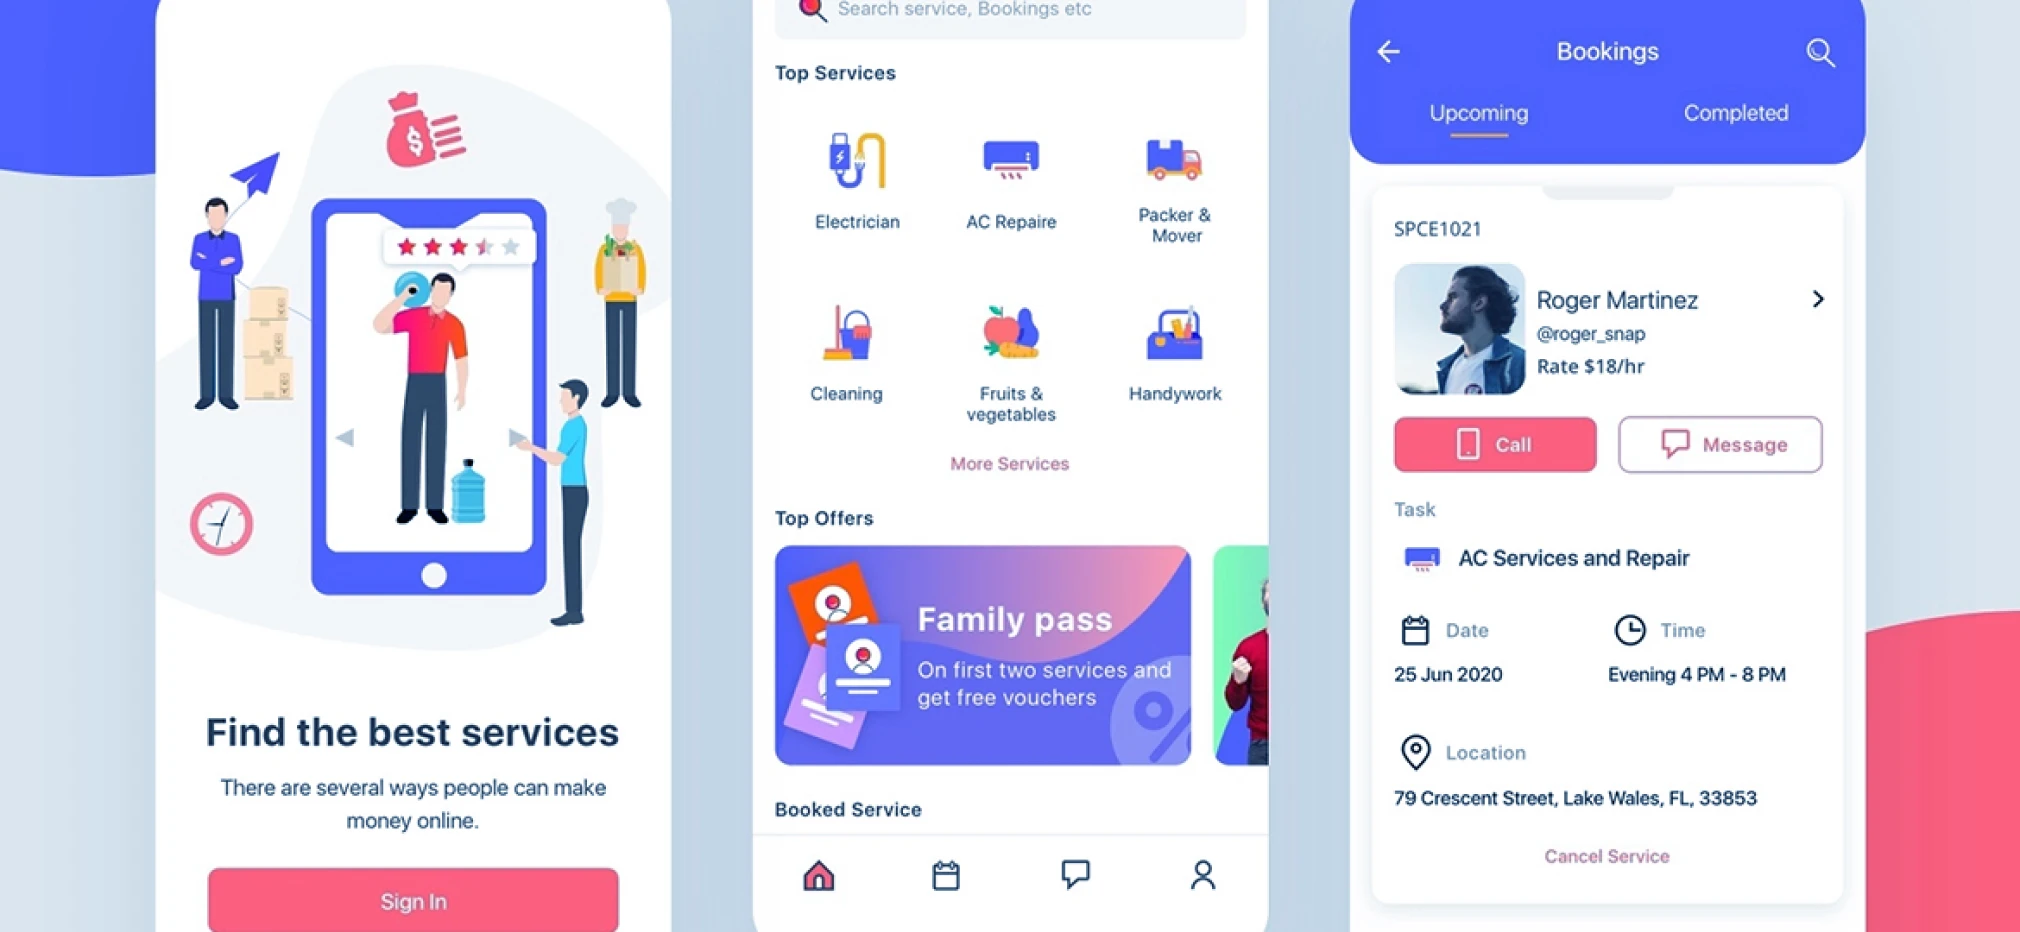 Find the best services
There are several ways people can make
money online.
Sign In
Search service, Bookings etc
Top Services
Electrician
AC Repaire
Packer &
Mover
Cleaning
Fruits &
vegetables
Handywork
More Services
Top Offers
Family pass
On first two services and
get free vouchers
%
Booked Service
Bookings
Upcoming
Completed
SPCE1021
Roger Martinez
@roger_snap
Rate $18/hr
Call
Message
Task
AC Services and Repair
Date
Time
25 Jun 2020
Evening 4 PM - 8 PM
Location
79 Crescent Street, Lake Wales, FL, 33853
Cancel Service